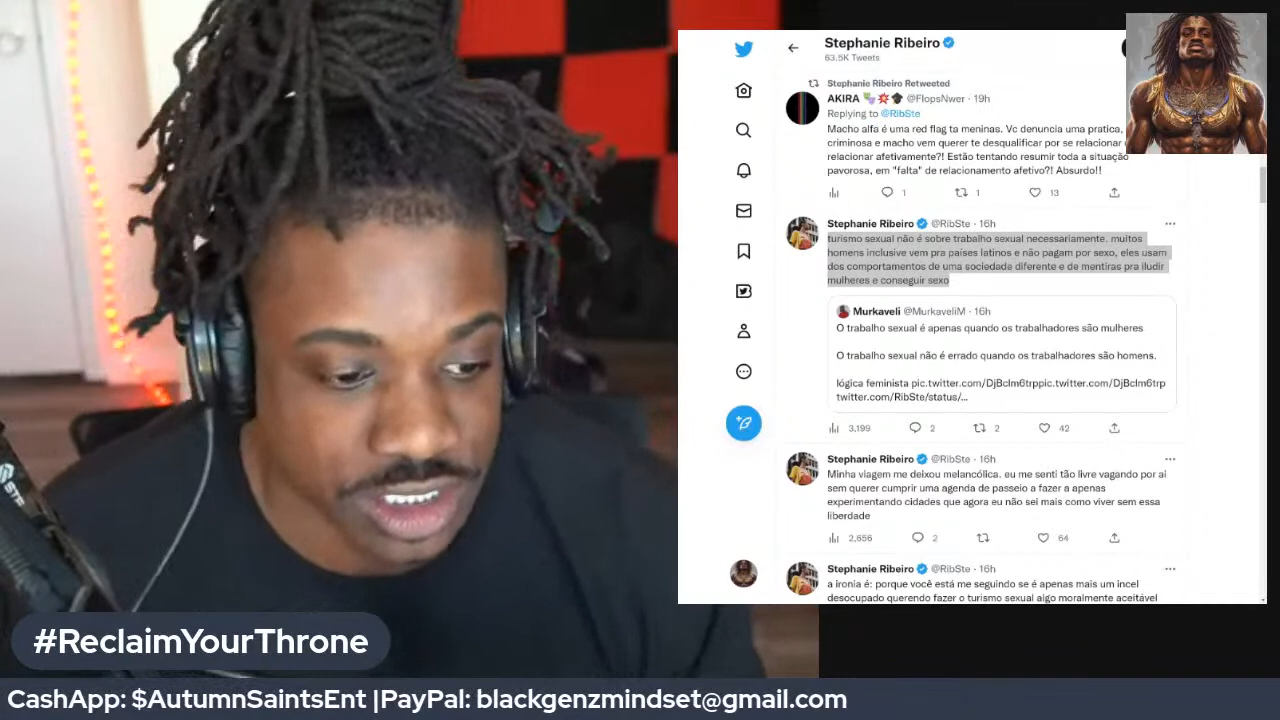 Stephanie Ribeiro
63.5K Tweets
Stephanie Ribeiro Retweeted
AKIRA @FlopsNwer · 19h
Replying to @RibSte
Macho alfa é uma red flag ta meninas. Vc denuncia uma pratica,
criminosa e macho vem querer te desqualificar por se relacionar
relacionar afetivamente?! Estão tentando resumir toda a situação
pavorosa, em "falta" de relacionamento afetivo?! Absurdo!!
1 1 13
Stephanie Ribeiro @RibSte · 16h
turismo sexual não é sobre trabalho sexual necessariamente. muitos
homens inclusive vem pra países latinos e não pagam por sexo, eles usam
dos comportamentos de uma sociedade diferente e de mentiras pra iludir
mulheres e conseguir sexo
Murkaveli @MurkaveliM · 16h
O trabalho sexual é apenas quando os trabalhadores são mulheres
O trabalho sexual não é errado quando os trabalhadores são homens.
lógica feminista pic.twitter.com/DjBclm6trppic.twitter.com/DjBclm6trp
twitter.com/RibSte/status/...
3,199 2 2 42
Stephanie Ribeiro @RibSte · 16h
Minha viagem me deixou melancólica. eu me senti tão livre vagando por aí
sem querer cumprir uma agenda de passeio a fazer a apenas
experimentando cidades que agora eu não sei mais como viver sem essa
liberdade
2,656 2 64
Stephanie Ribeiro @RibSte · 16h
a ironia é: porque você está me seguindo se é apenas mais um incel
desocupado querendo fazer o turismo sexual algo moralmente aceitável
#ReclaimYourThrone
CashApp: $AutumnSaintsEnt |PayPal: blackgenzmindset@gmail.com